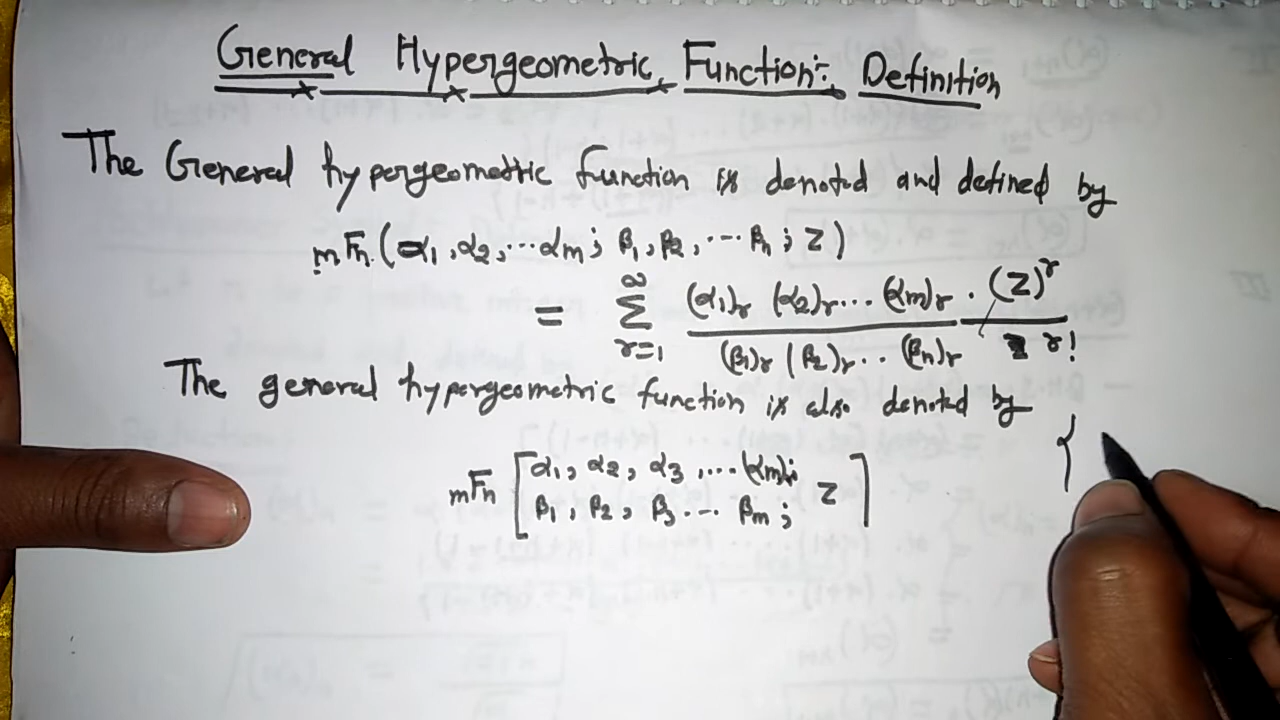 General Hypergeometric Function:- Definition
The General hypergeometric function is denoted and defined by
mFn (α1, α2, ... αm; β1, β2, ... βn; z)
= ∑_{r=1}^{∞} (α1)r (α2)r ... (αm)r / (β1)r (β2)r .. (βn)r . (z)^r / r!
The general hypergeometric function is also denoted by {
mFn [α1, α2, α3, ... (αm);
β1, β2, β3 ... βm; z]